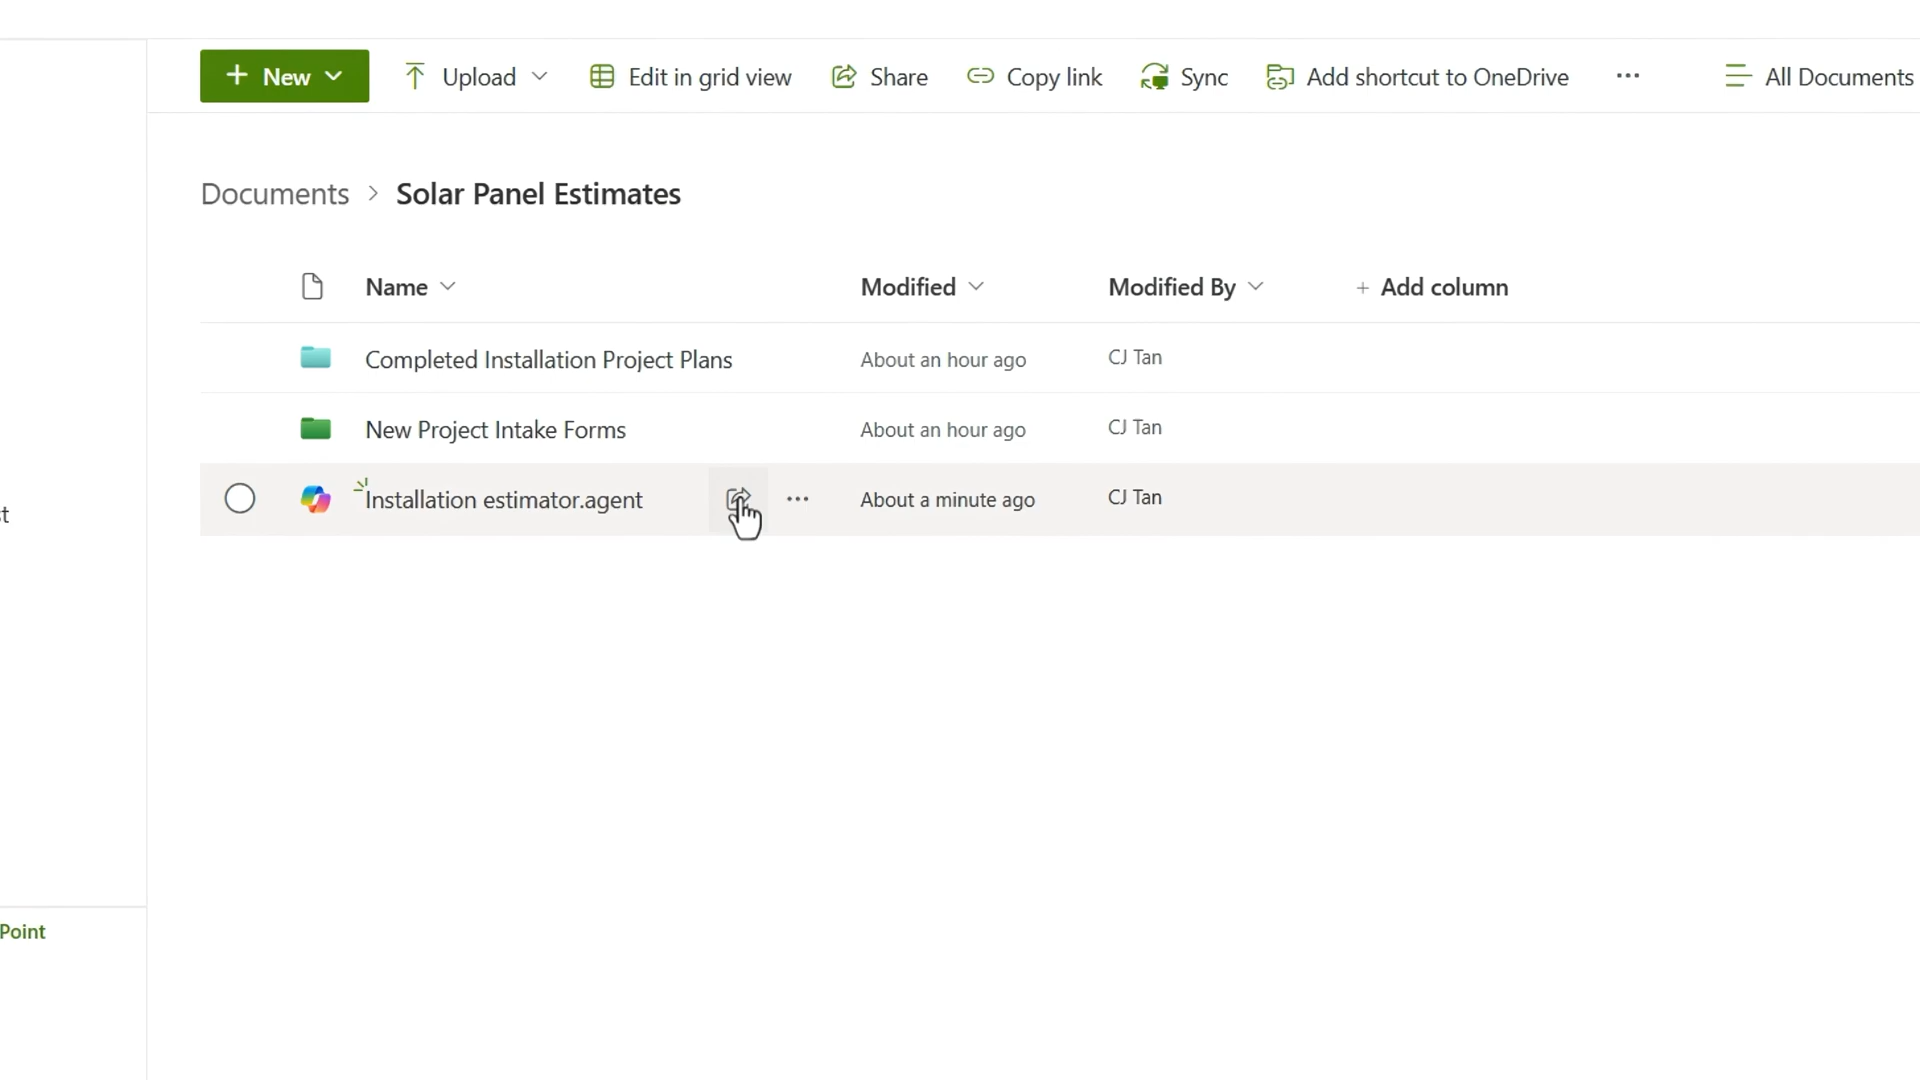 New
Upload
Edit in grid view
Share
Copy link
Sync
Add shortcut to OneDrive
All Documents
Documents > Solar Panel Estimates
Name
Modified
Modified By
+ Add column
Completed Installation Project Plans
About an hour ago
CJ Tan
New Project Intake Forms
About an hour ago
CJ Tan
Installation estimator.agent
About a minute ago
CJ Tan
t
Point